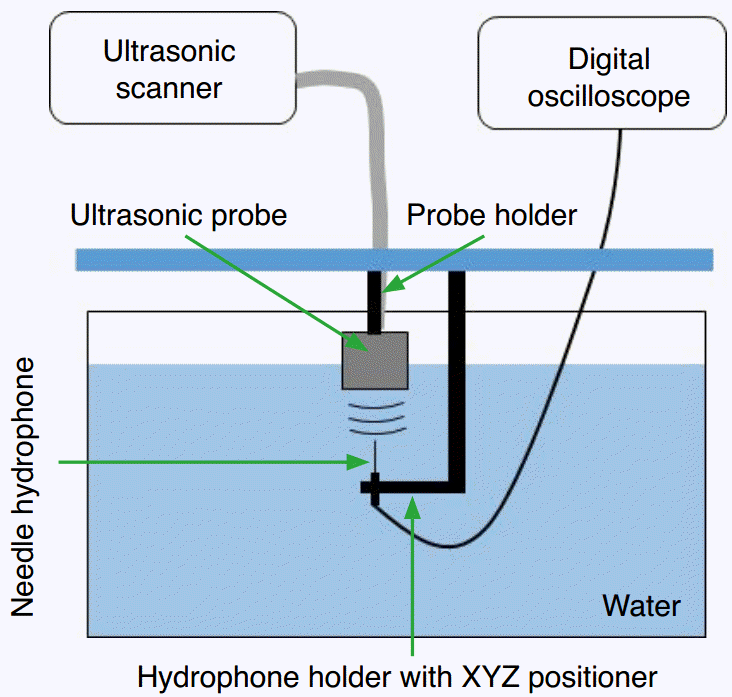 Ultrasonic
scanner
Digital
oscilloscope
Ultrasonic probe
Probe holder
Needle hydrophone
Water
Hydrophone holder with XYZ positioner